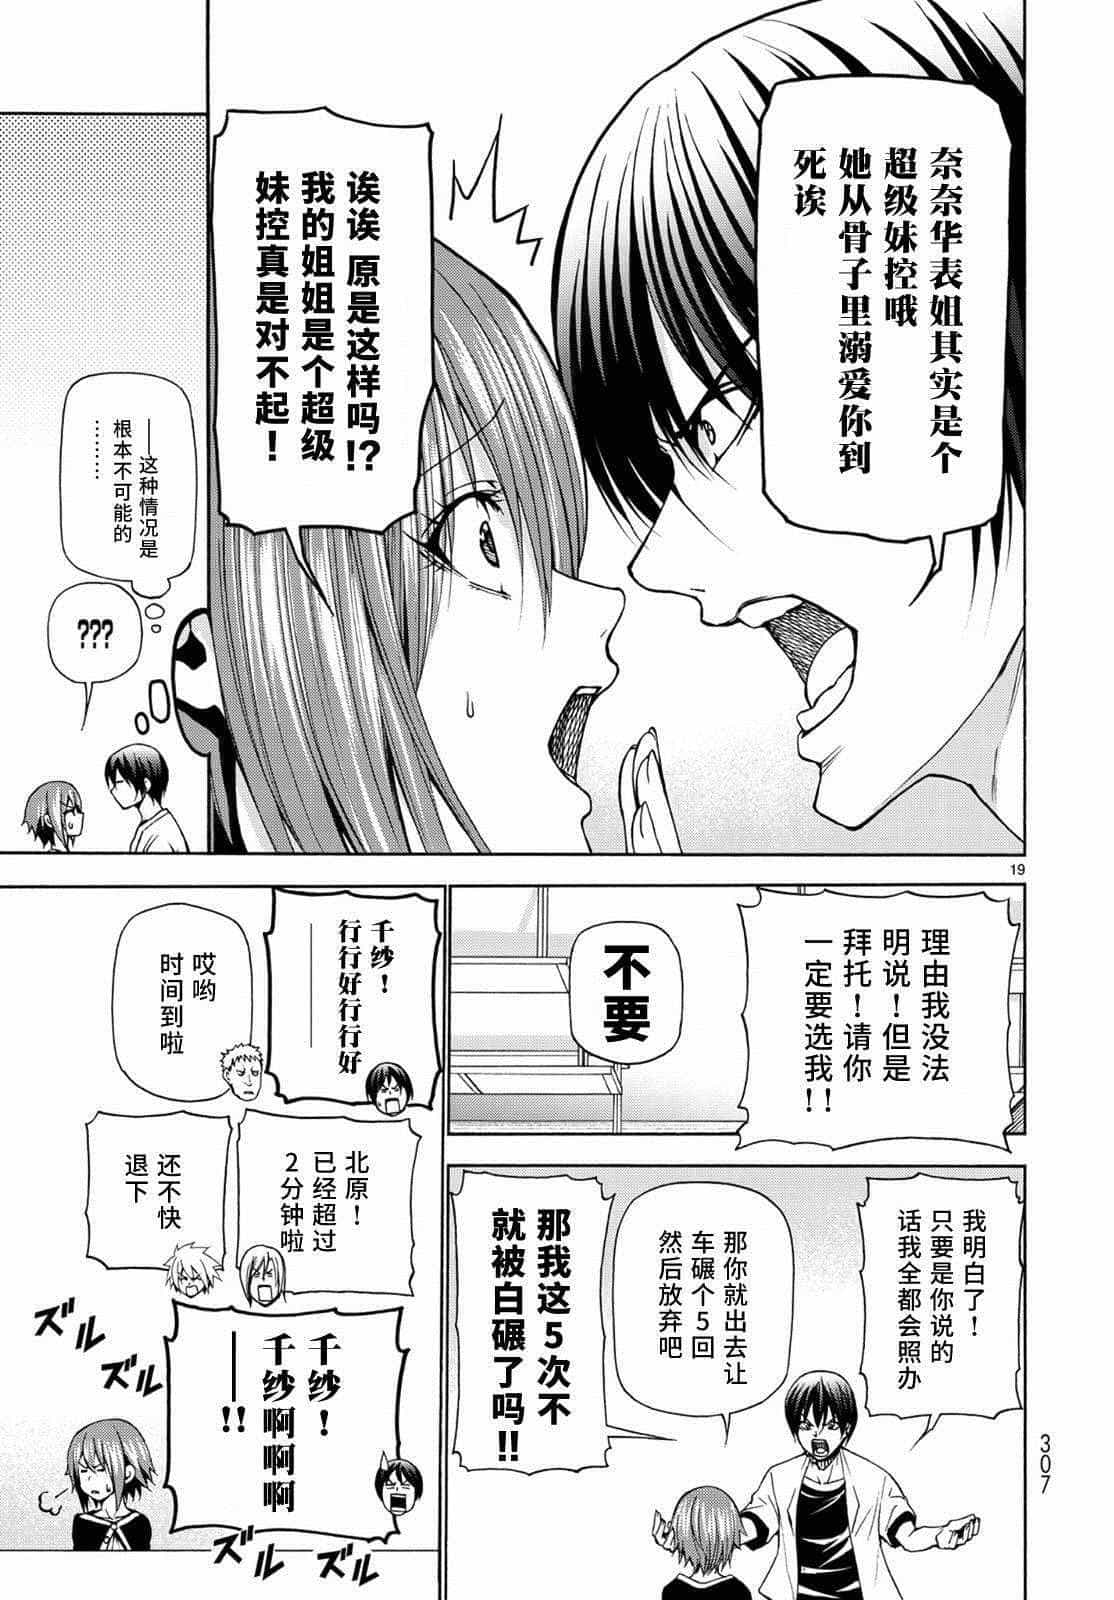 奈奈华表姐其实是个
超级妹控哦
她从骨子里溺爱你到
死诶
诶诶 原是这样吗!?
我的姐姐是个超级
妹控真是对不起!
——这种情况是
根本不可能的
………
???
19
理由我没法
明说!但是
拜托!请你
一定要选我!!
不要
我明白了!
只要是你说的
话我全都会照办
那你就出去让
车碾个5回
然后放弃吧
那我这5次不
就被白碾了吗!!
千纱!
行行好行行好
——
哎哟
时间到啦
北原!
已经超过
2分钟啦
还不快
退下
千纱!
千纱啊啊啊
——!!
ズル
ズル
ズル
ズル
307